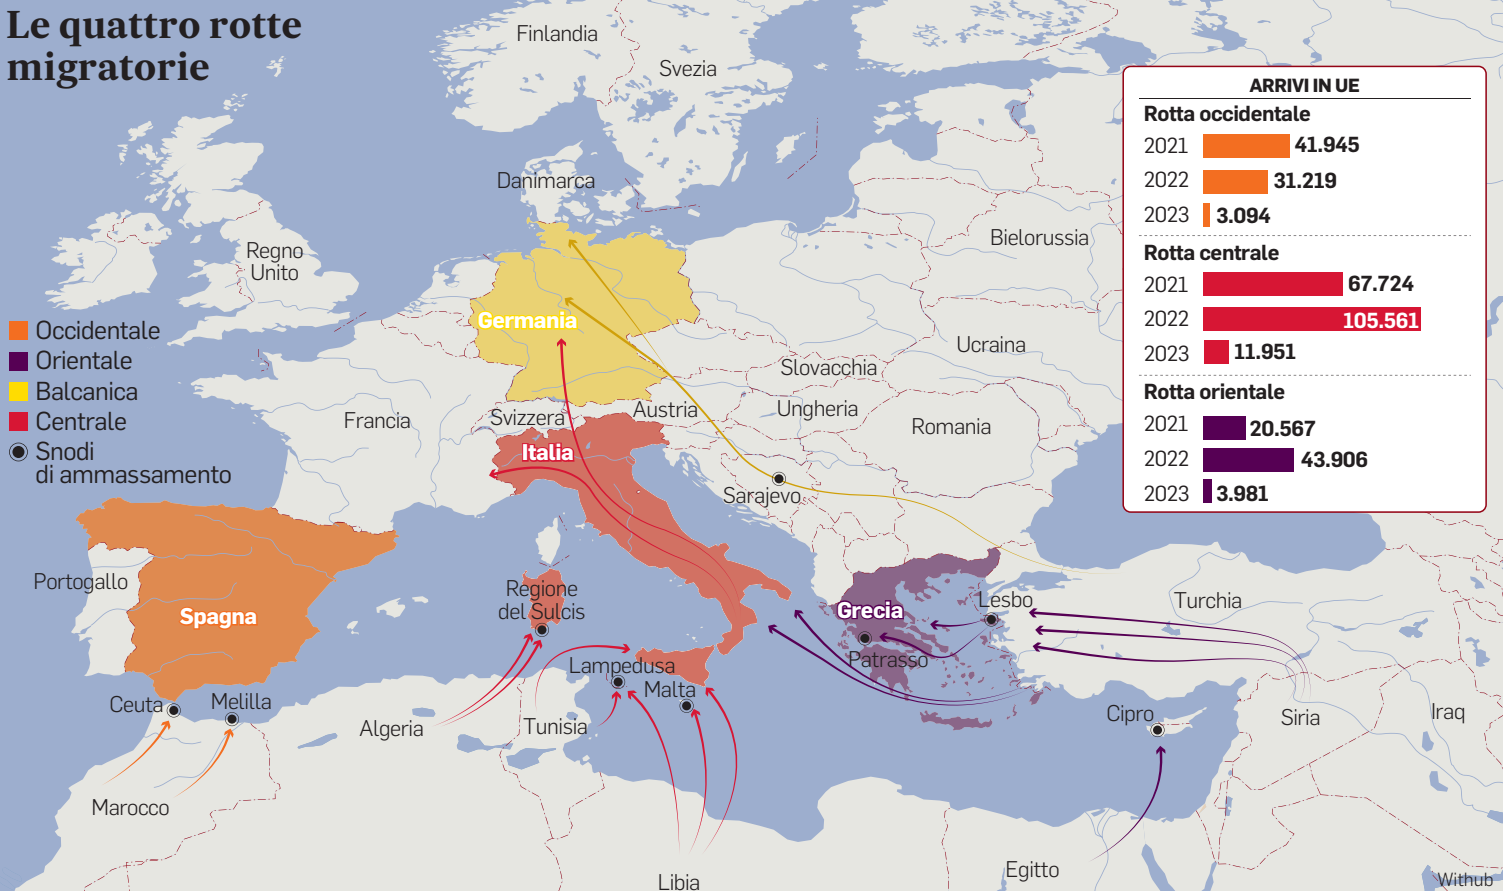 Le quattro rotte
migratorie
Finlandia
Svezia
Danimarca
Regno
Unito
Bielorussia
Germania
Ucraina
Slovacchia
Ungheria
Austria
Svizzera
Francia
Romania
Italia
Sarajevo
Portogallo
Spagna
Regione
del Sulcis
Grecia
Lesbo
Turchia
Patrasso
Lampedusa
Malta
Ceuta
Melilla
Algeria
Tunisia
Cipro
Siria
Iraq
Marocco
Libia
Egitto
Occidentale
Orientale
Balcanica
Centrale
Snodi
di ammassamento
ARRIVI IN UE
Rotta occidentale
2021 41.945
2022 31.219
2023 3.094
Rotta centrale
2021 67.724
2022 105.561
2023 11.951
Rotta orientale
2021 20.567
2022 43.906
2023 3.981
Withub